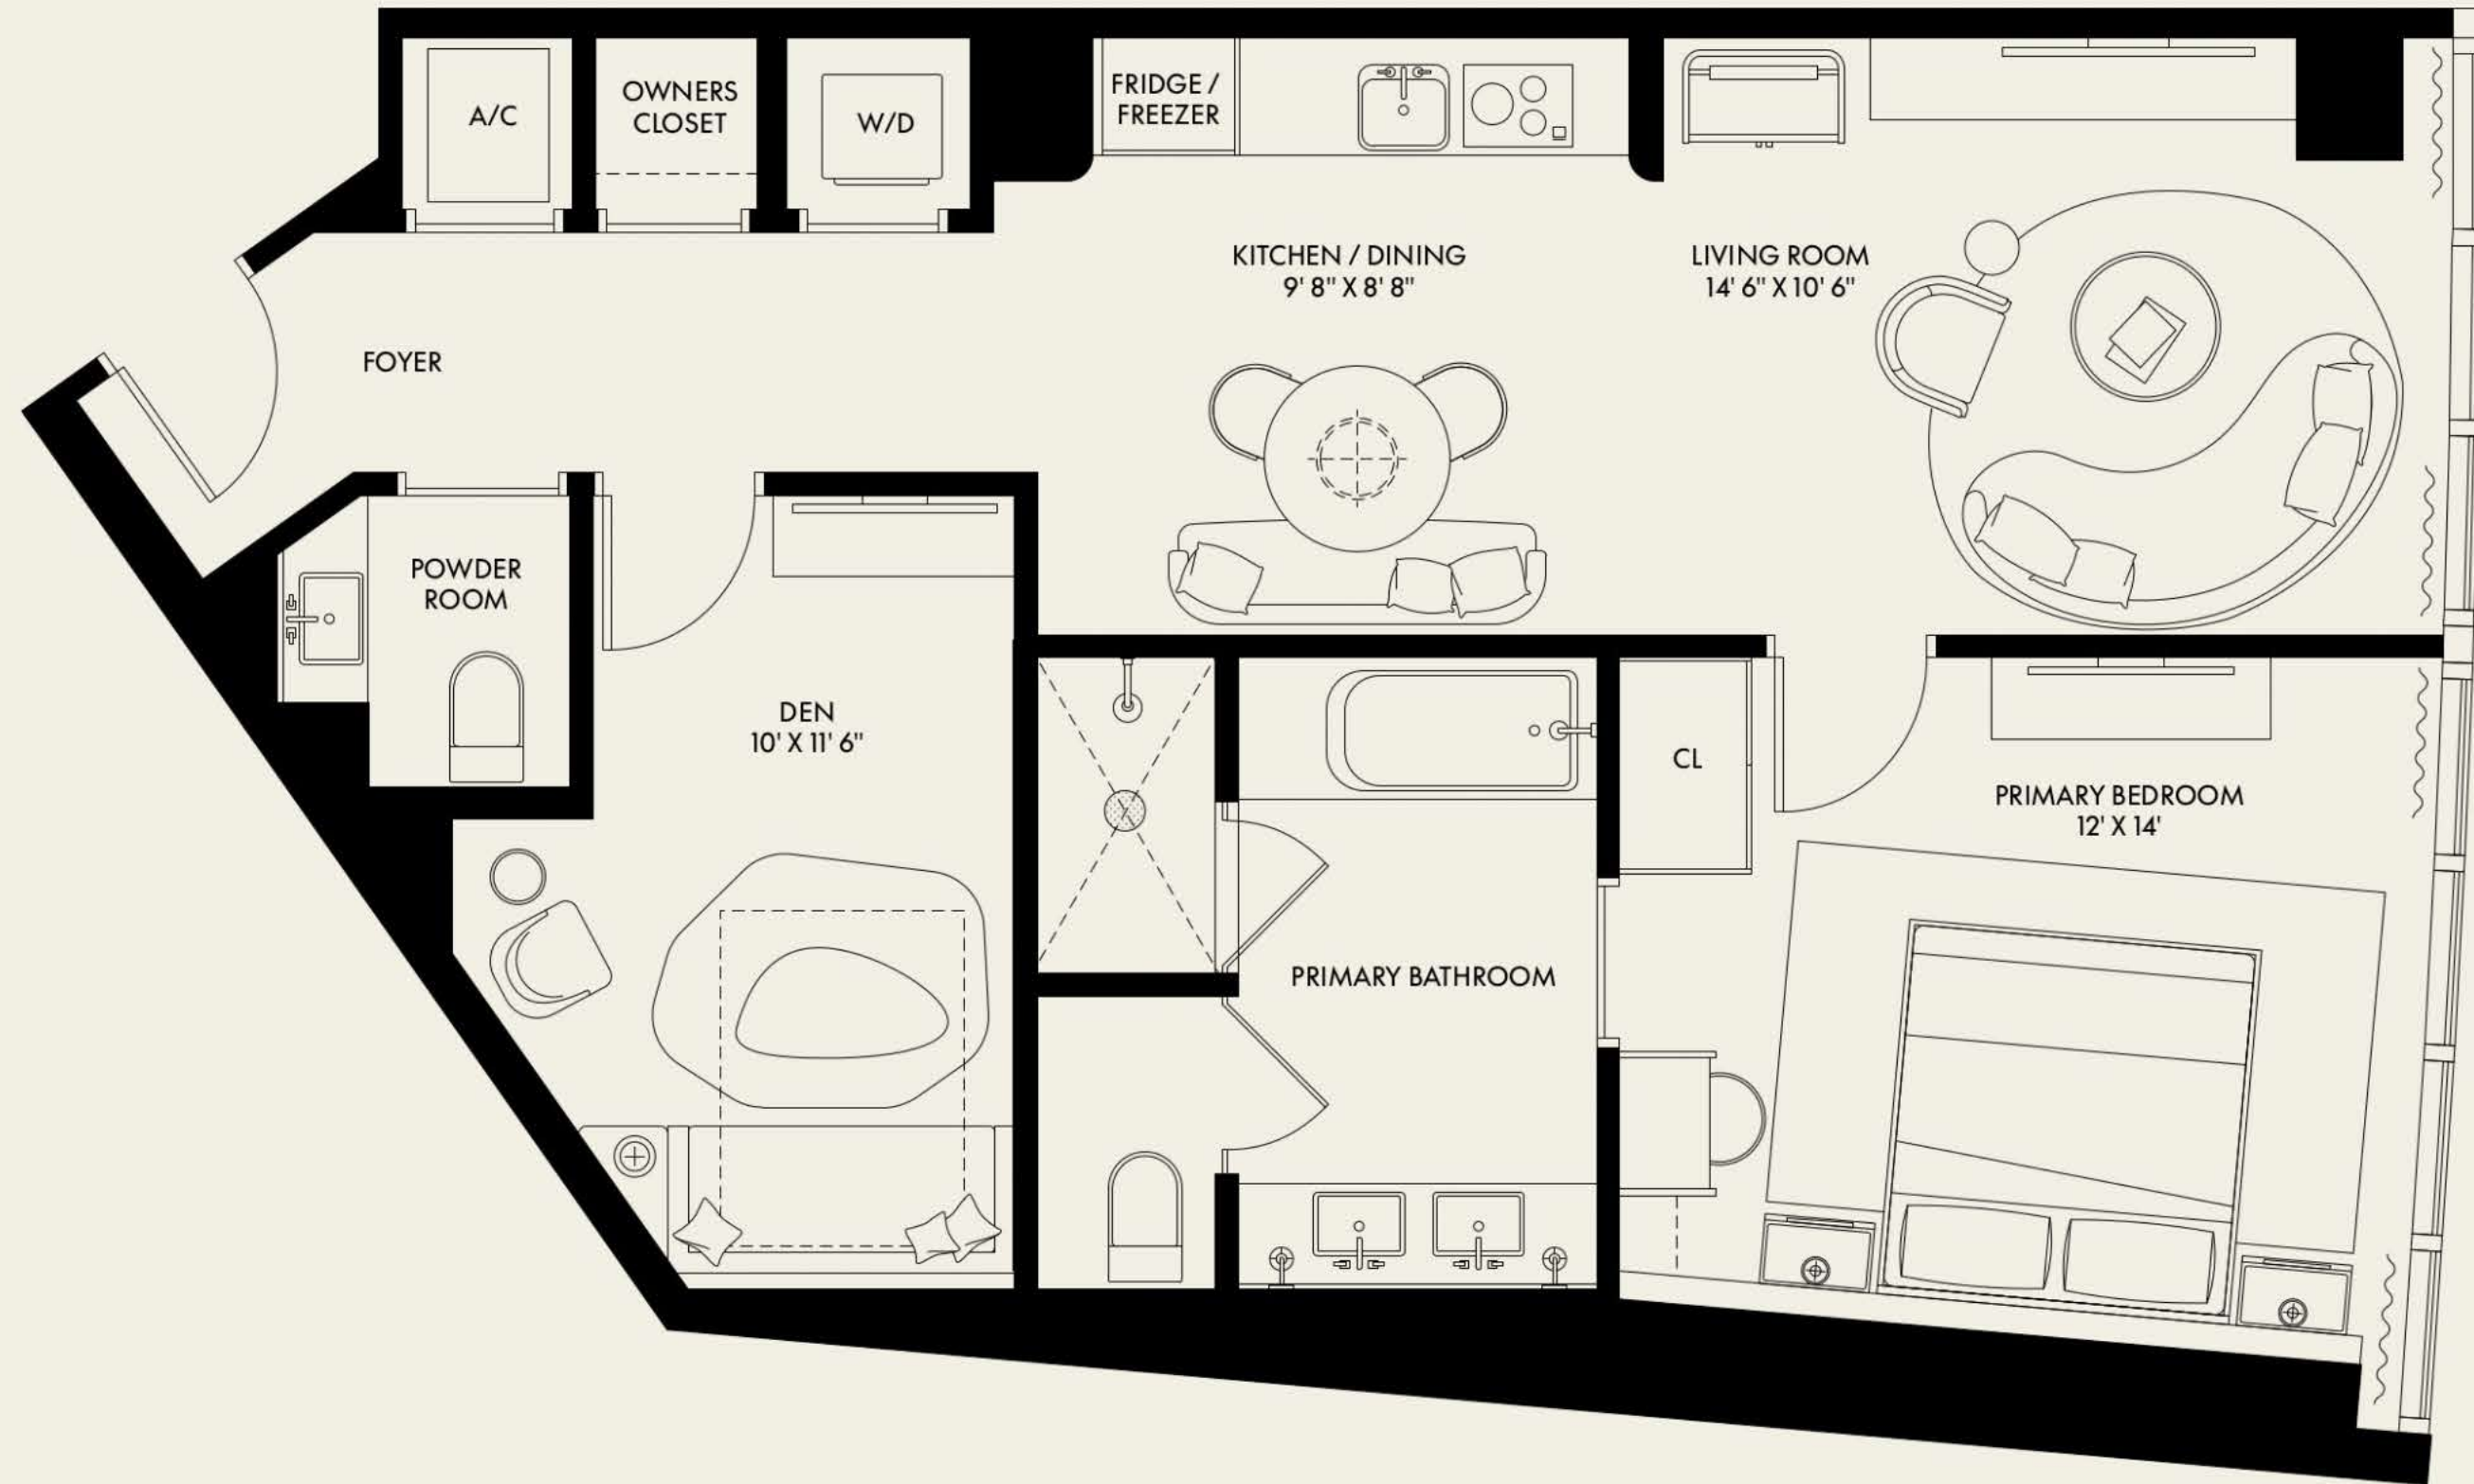 A/C
OWNERS
CLOSET
W/D
FRIDGE /
FREEZER
KITCHEN / DINING
9' 8" X 8' 8"
LIVING ROOM
14' 6" X 10' 6"
FOYER
POWDER
ROOM
DEN
10' X 11' 6"
CL
PRIMARY BEDROOM
12' X 14'
PRIMARY BATHROOM